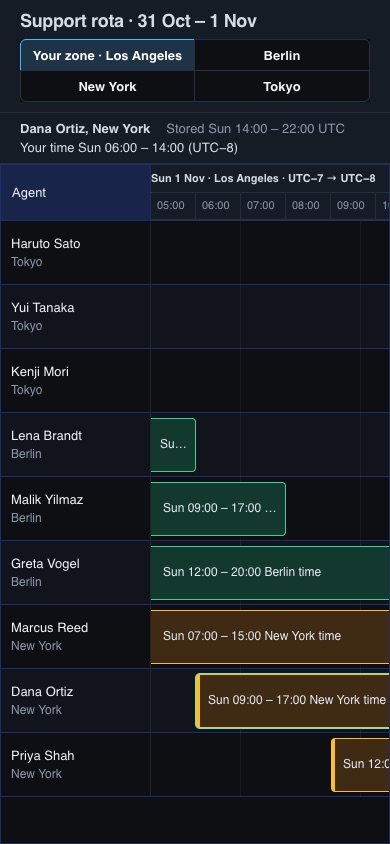 Support rota · 31 Oct – 1 Nov
Your zone · Los Angeles
Berlin
New York
Tokyo
Dana Ortiz, New York Stored Sun 14:00 – 22:00 UTC
Your time Sun 06:00 – 14:00 (UTC−8)
Agent
Sun 1 Nov · Los Angeles · UTC−7 → UTC−8
05:00 06:00 07:00 08:00 09:00
Haruto Sato
Tokyo
Yui Tanaka
Tokyo
Kenji Mori
Tokyo
Lena Brandt
Berlin
Su…
Malik Yilmaz
Berlin
Sun 09:00 – 17:00 …
Greta Vogel
Berlin
Sun 12:00 – 20:00 Berlin time
Marcus Reed
New York
Sun 07:00 – 15:00 New York time
Dana Ortiz
New York
Sun 09:00 – 17:00 New York time
Priya Shah
New York
Sun 12:0